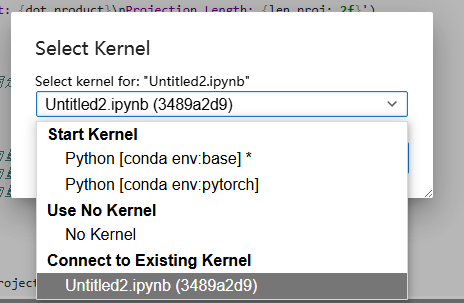 t: {dot_product}\nProjection Length: {len_proj:.2f}')
Select Kernel
Select kernel for: "Untitled2.ipynb"
Untitled2.ipynb (3489a2d9)
Start Kernel
Python [conda env:base] *
Python [conda env:pytorch]
Use No Kernel
No Kernel
Connect to Existing Kernel
Untitled2.ipynb (3489a2d9)
roject